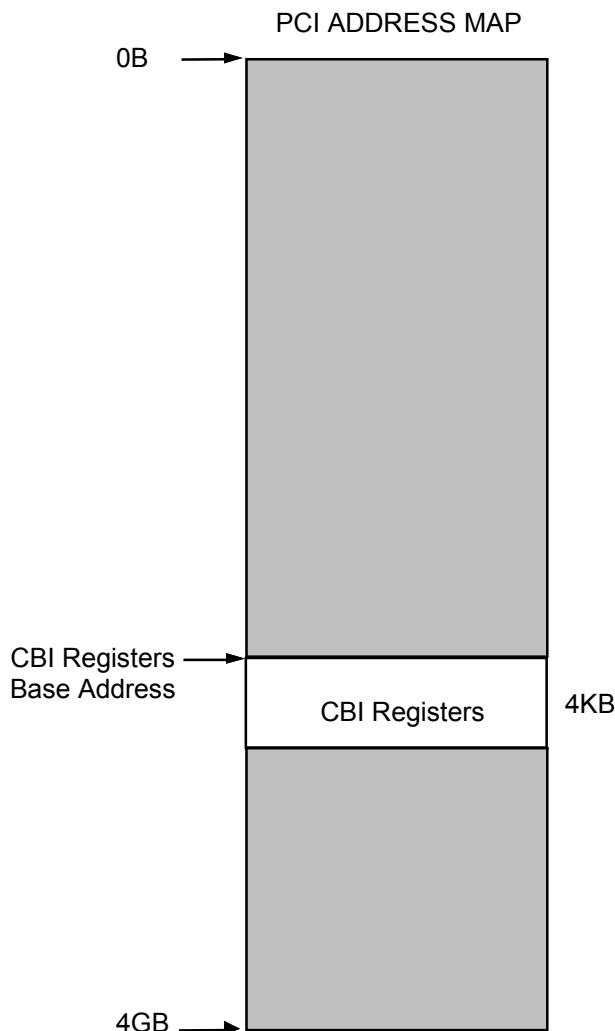 PCI ADDRESS MAP
0B
CBI Registers
Base Address
CBI Registers
4KB
4GB